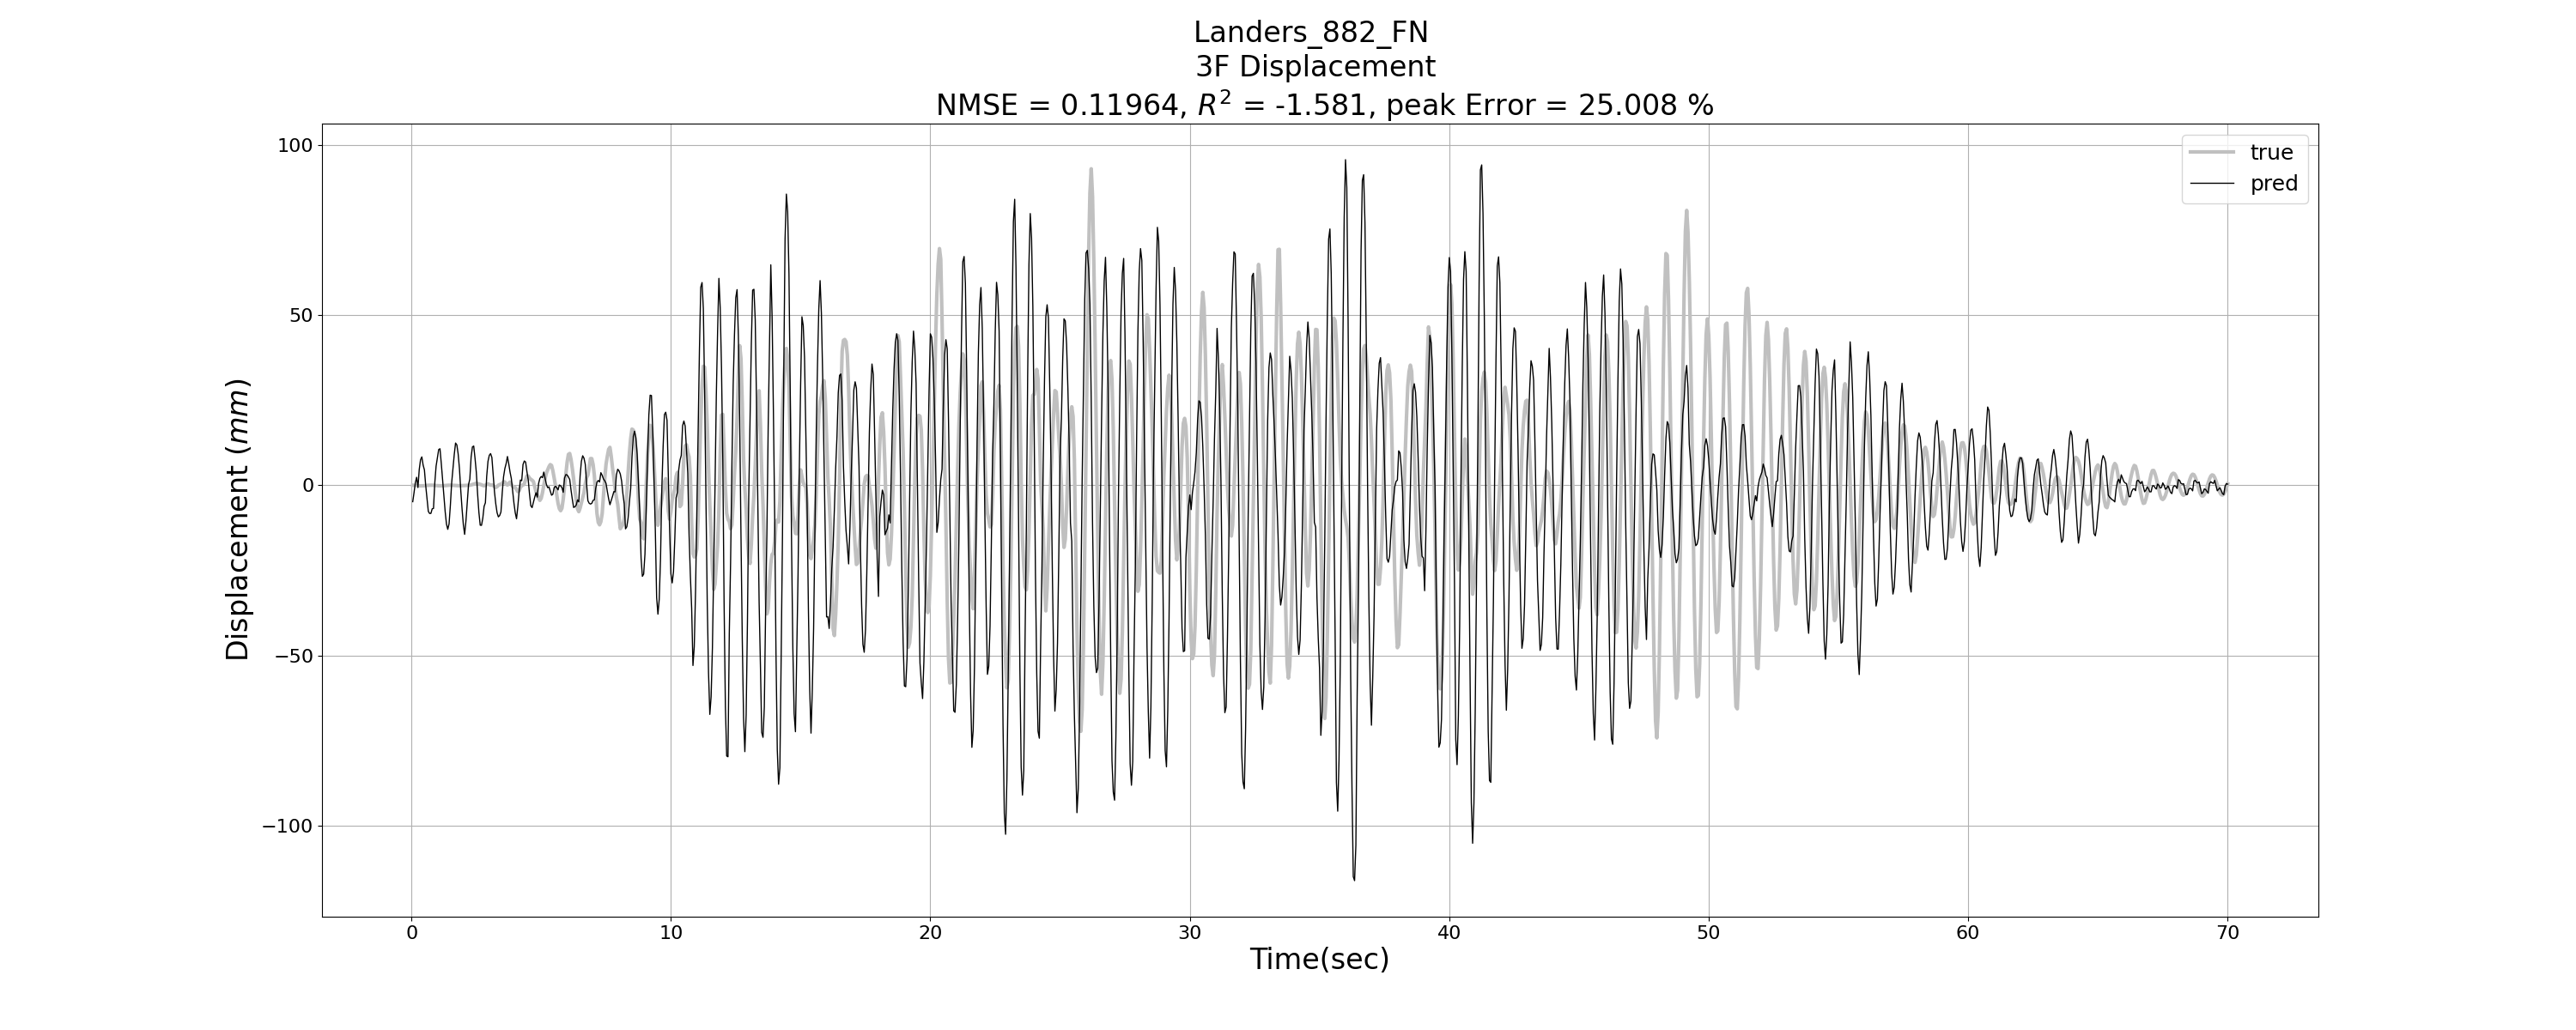 Landers_882_FN
3F Displacement
NMSE = 0.11964, R² = -1.581, peak Error = 25.008 %
true
pred
Displacement (mm)
100
50
0
−50
−100
0 10 20 30 40 50 60 70
Time(sec)